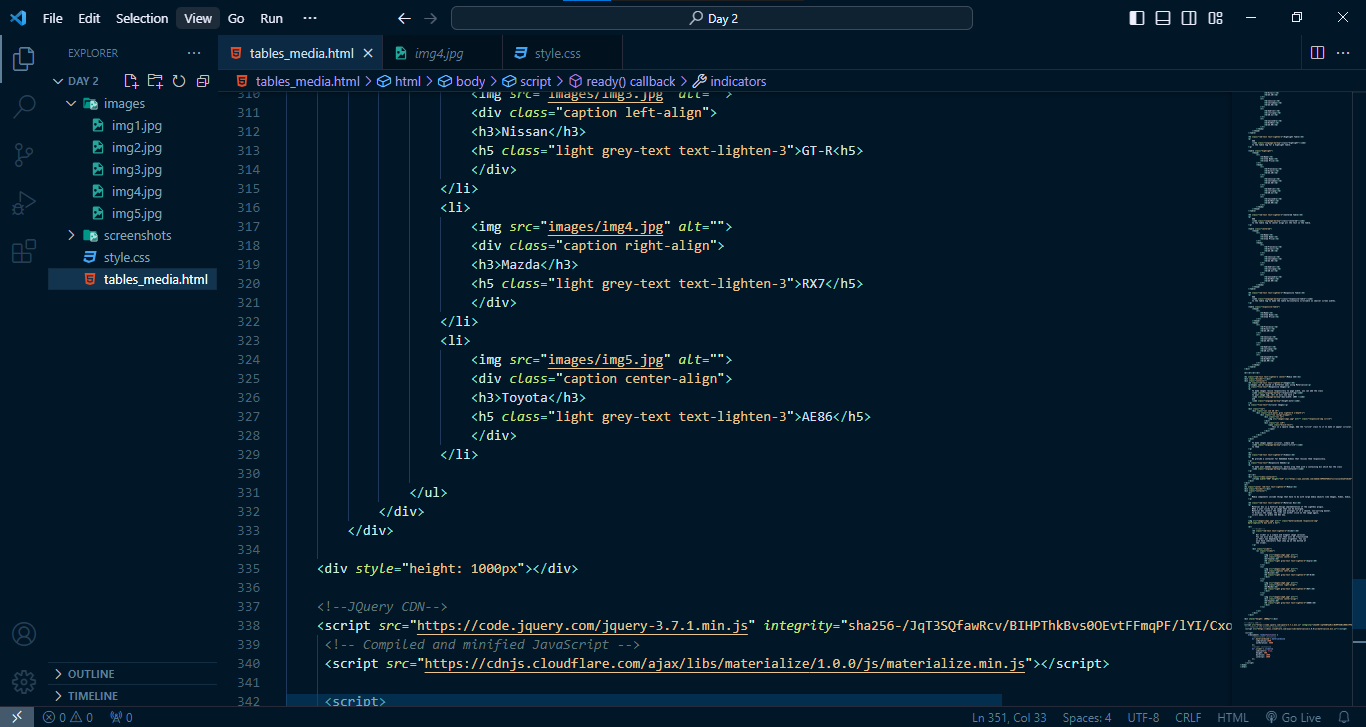 File Edit Selection View Go Run ··· Day 2
EXPLORER ···
DAY 2
images
img1.jpg
img2.jpg
img3.jpg
img4.jpg
img5.jpg
screenshots
style.css
tables_media.html
OUTLINE
TIMELINE
tables_media.html img4.jpg style.css
tables_media.html > html > body > script > ready() callback > indicators
310 <img src="images/img3.jpg" alt="">
311 <div class="caption left-align">
312 <h3>Nissan</h3>
313 <h5 class="light grey-text text-lighten-3">GT-R<h5>
314 </div>
315 </li>
316 <li>
317 <img src="images/img4.jpg" alt="">
318 <div class="caption right-align">
319 <h3>Mazda</h3>
320 <h5 class="light grey-text text-lighten-3">RX7</h5>
321 </div>
322 </li>
323 <li>
324 <img src="images/img5.jpg" alt="">
325 <div class="caption center-align">
326 <h3>Toyota</h3>
327 <h5 class="light grey-text text-lighten-3">AE86</h5>
328 </div>
329 </li>
330
331 </ul>
332 </div>
333 </div>
334
335 <div style="height: 1000px"></div>
336
337 <!--JQuery CDN-->
338 <script src="https://code.jquery.com/jquery-3.7.1.min.js" integrity="sha256-/JqT3SQfawRcv/BIHPThkBvs0OEvtFFmqPF/lYI/Cxo
339 <!-- Compiled and minified JavaScript -->
340 <script src="https://cdnjs.cloudflare.com/ajax/libs/materialize/1.0.0/js/materialize.min.js"></script>
341
342 <script>
0 0 0 Ln 351, Col 33 Spaces: 4 UTF-8 CRLF HTML Go Live